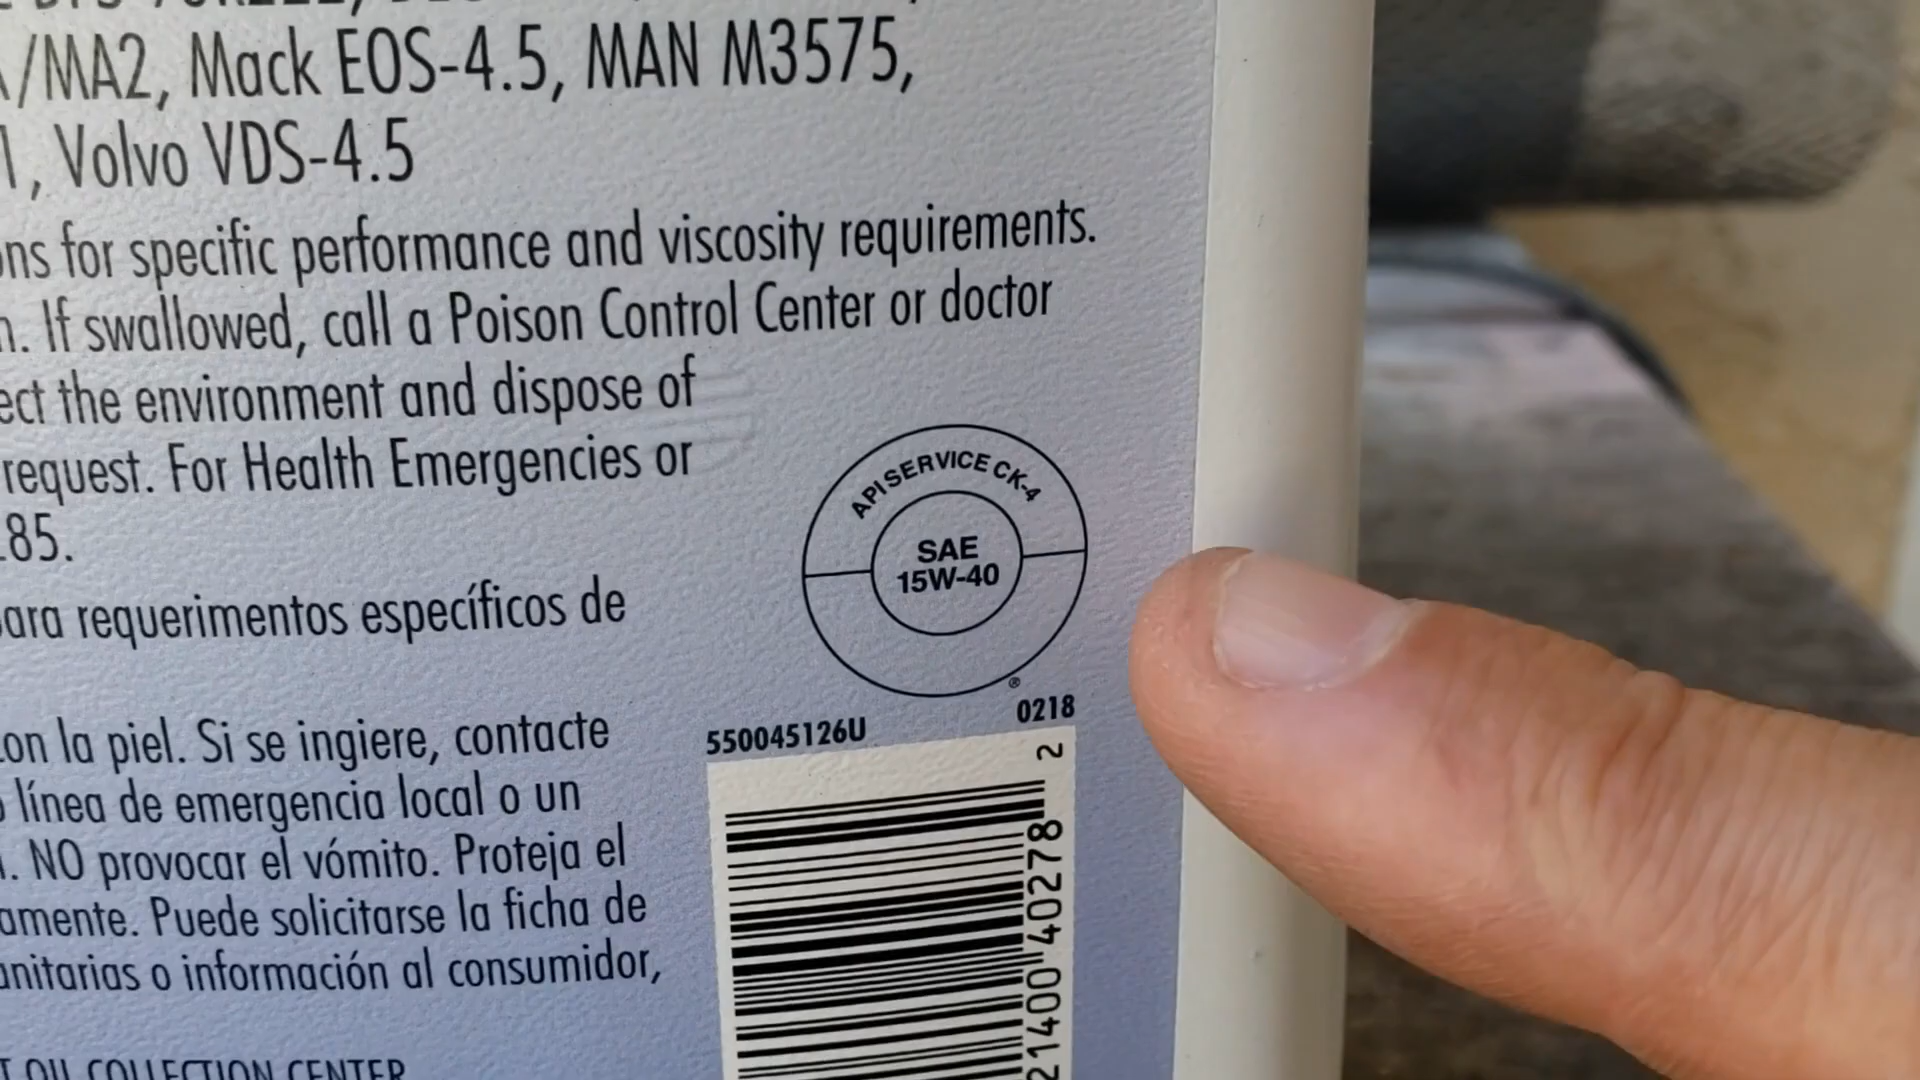 /MA2, Mack EOS-4.5, MAN M3575,
1, Volvo VDS-4.5
ons for specific performance and viscosity requirements.
If swallowed, call a Poison Control Center or doctor
ect the environment and dispose of
request. For Health Emergencies or
85.
API SERVICE CK-4
SAE
15W-40
®
ara requerimentos específicos de
550045126U
0218
on la piel. Si se ingiere, contacte
línea de emergencia local o un
NO provocar el vómito. Proteja el
amente. Puede solicitarse la ficha de
anitarias o información al consumidor,
21400 40278 2
OIL COLLECTION CENTER